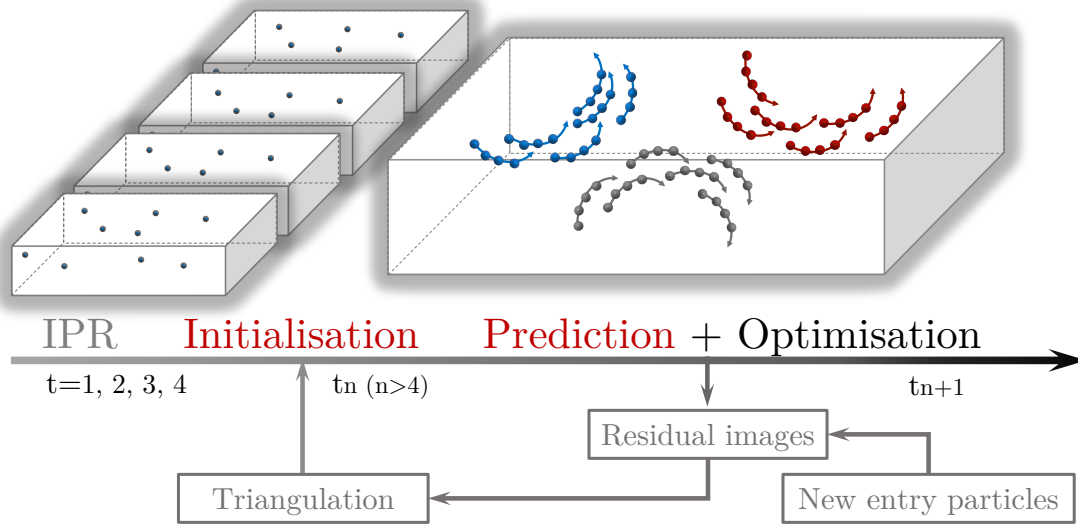 IPR Initialisation Prediction + Optimisation
t=1, 2, 3, 4 tn (n>4) tn+1
Residual images
Triangulation New entry particles